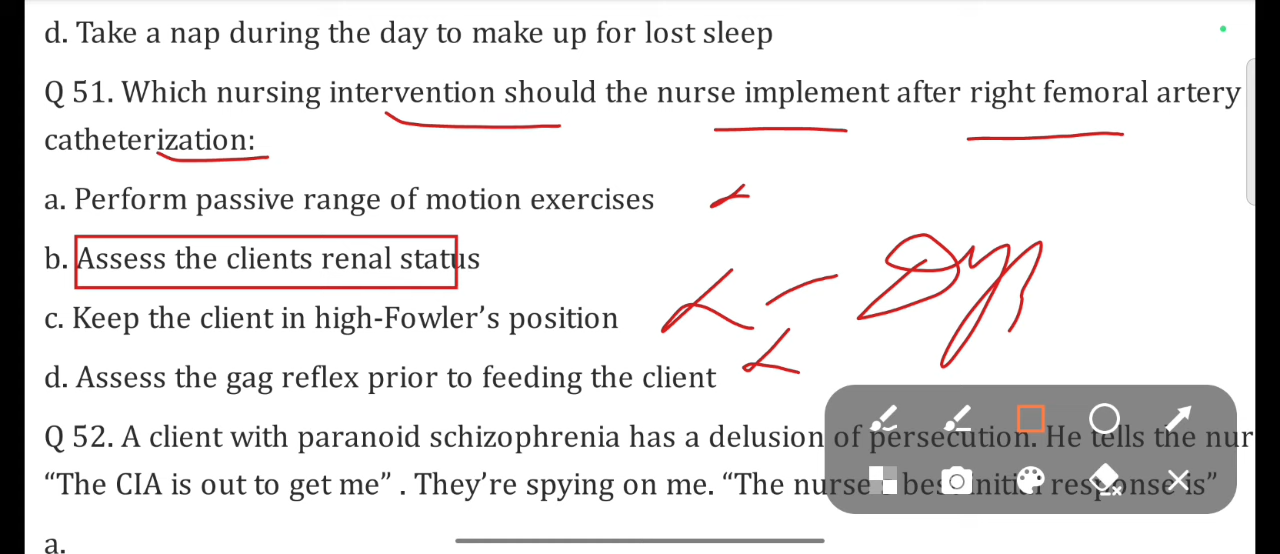 d. Take a nap during the day to make up for lost sleep
Q 51. Which nursing intervention should the nurse implement after right femoral artery
catheterization:
a. Perform passive range of motion exercises
b. Assess the clients renal status
c. Keep the client in high-Fowler’s position
d. Assess the gag reflex prior to feeding the client
Q 52. A client with paranoid schizophrenia has a delusion of persecution. He tells the nur
“The CIA is out to get me” . They’re spying on me. “The nurse best initial response is”
a.